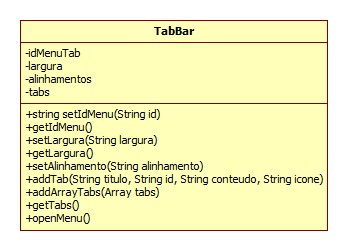 TabBar
-idMenuTab
-largura
-alinhamentos
-tabs
+string setIdMenu(String id)
+getIdMenu()
+setLargura(String largura)
+getLargura()
+setAlinhamento(String alinhamento)
+addTab(String titulo, String id, String conteudo, String icone)
+addArrayTabs(Array tabs)
+getTabs()
+openMenu()